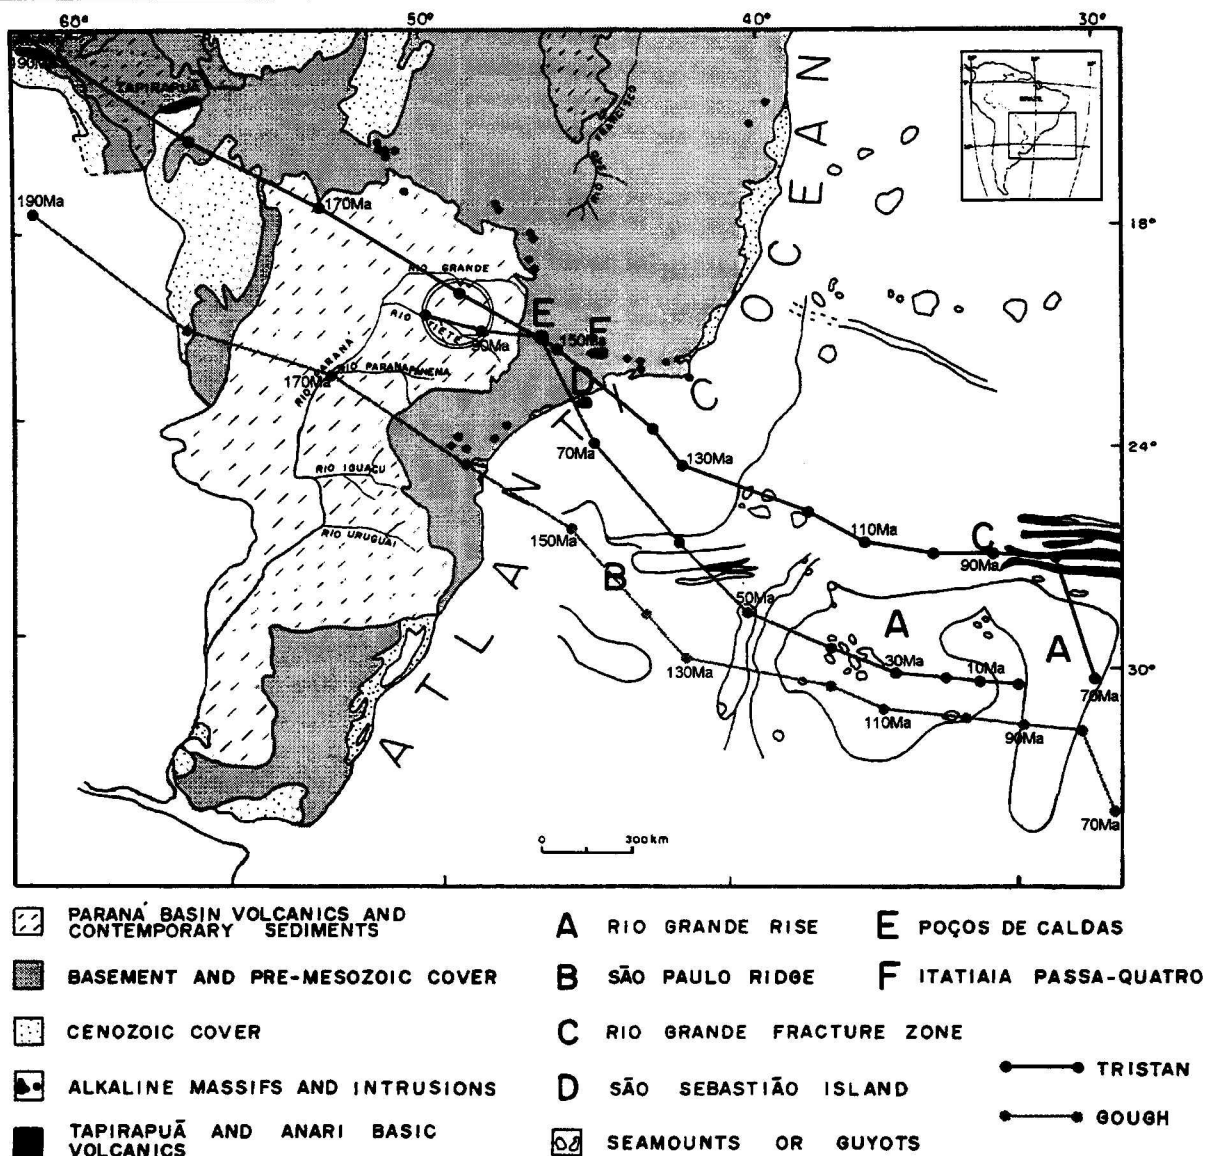 60° 50° 40° 30°
190Ma
TAPIRAPUÃ
RIO SÃO FRANCISCO
OCEAN
BRAZIL
190Ma
170Ma
18°
RIO GRANDE
RIO TIETE
90Ma
E
150Ma
F
RIO PARANA
170Ma
RIO PARANAPANEMA
D
C
70Ma
24°
130Ma
RIO IGUAÇU
ATLANTIC
RIO URUGUAI
150Ma
110Ma
C
90Ma
B
50Ma
A
A
130Ma
30Ma
10Ma
30°
70Ma
110Ma
90Ma
70Ma
0 300km
PARANÁ BASIN VOLCANICS AND
CONTEMPORARY SEDIMENTS
BASEMENT AND PRE-MESOZOIC COVER
CENOZOIC COVER
ALKALINE MASSIFS AND INTRUSIONS
TAPIRAPUÃ AND ANARI BASIC
VOLCANICS
A RIO GRANDE RISE
B SÃO PAULO RIDGE
C RIO GRANDE FRACTURE ZONE
D SÃO SEBASTIÃO ISLAND
SEAMOUNTS OR GUYOTS
E POÇOS DE CALDAS
F ITATIAIA PASSA-QUATRO
TRISTAN
GOUGH